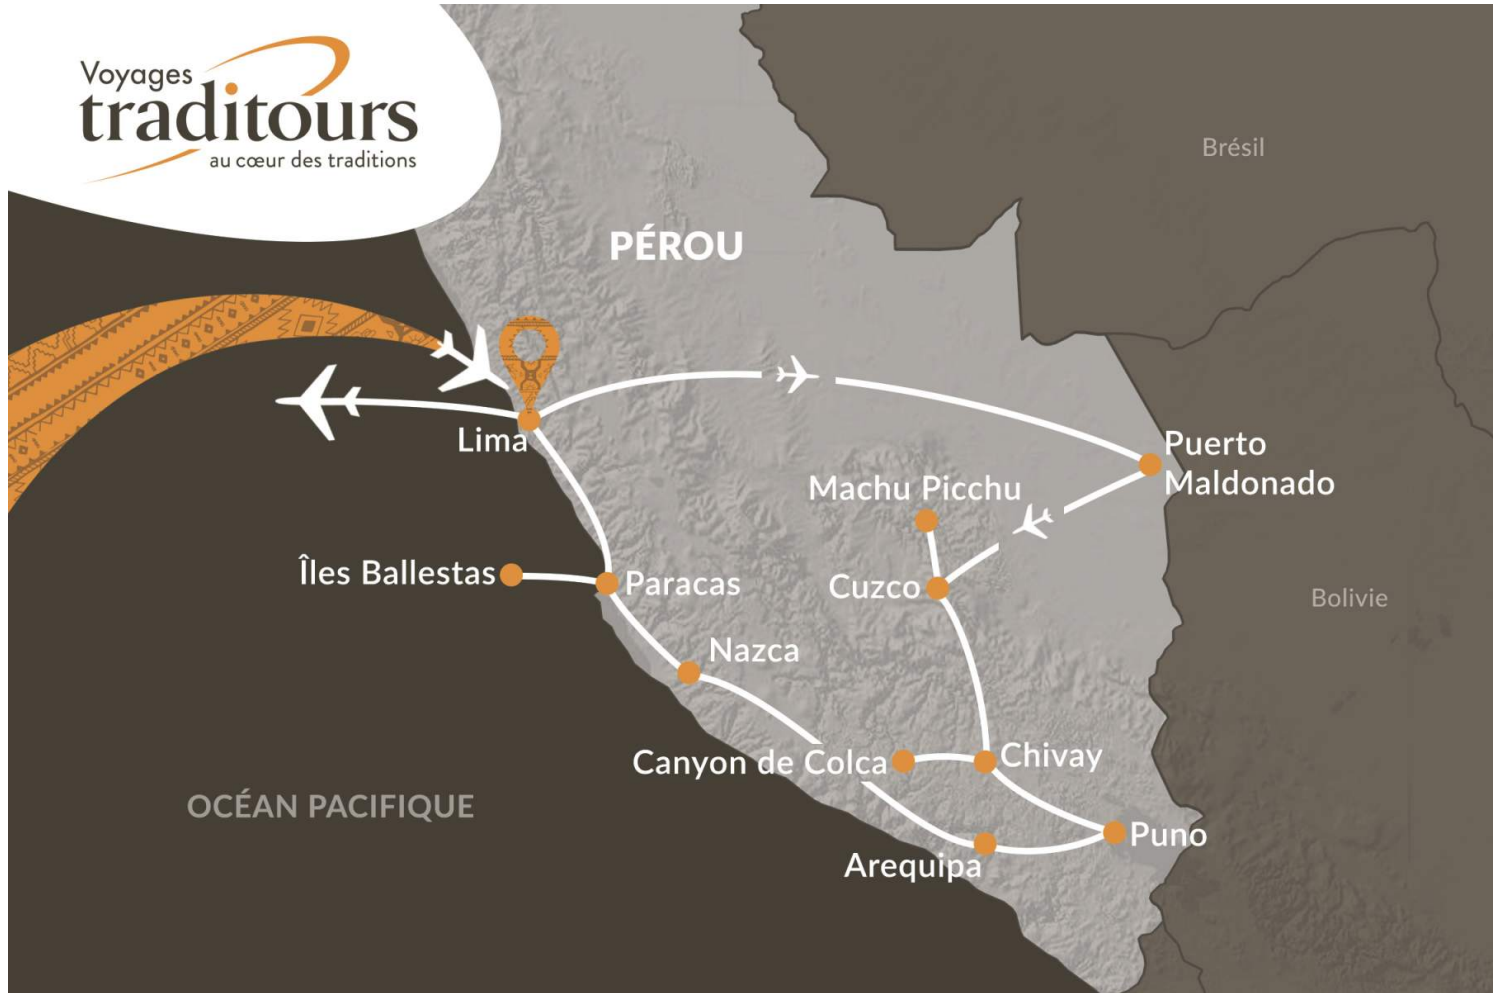 Voyages
traditours
au cœur des traditions
Brésil
PÉROU
Lima
Puerto
Maldonado
Machu Picchu
Îles Ballestas
Paracas
Cuzco
Bolivie
Nazca
Canyon de Colca
Chivay
OCÉAN PACIFIQUE
Puno
Arequipa